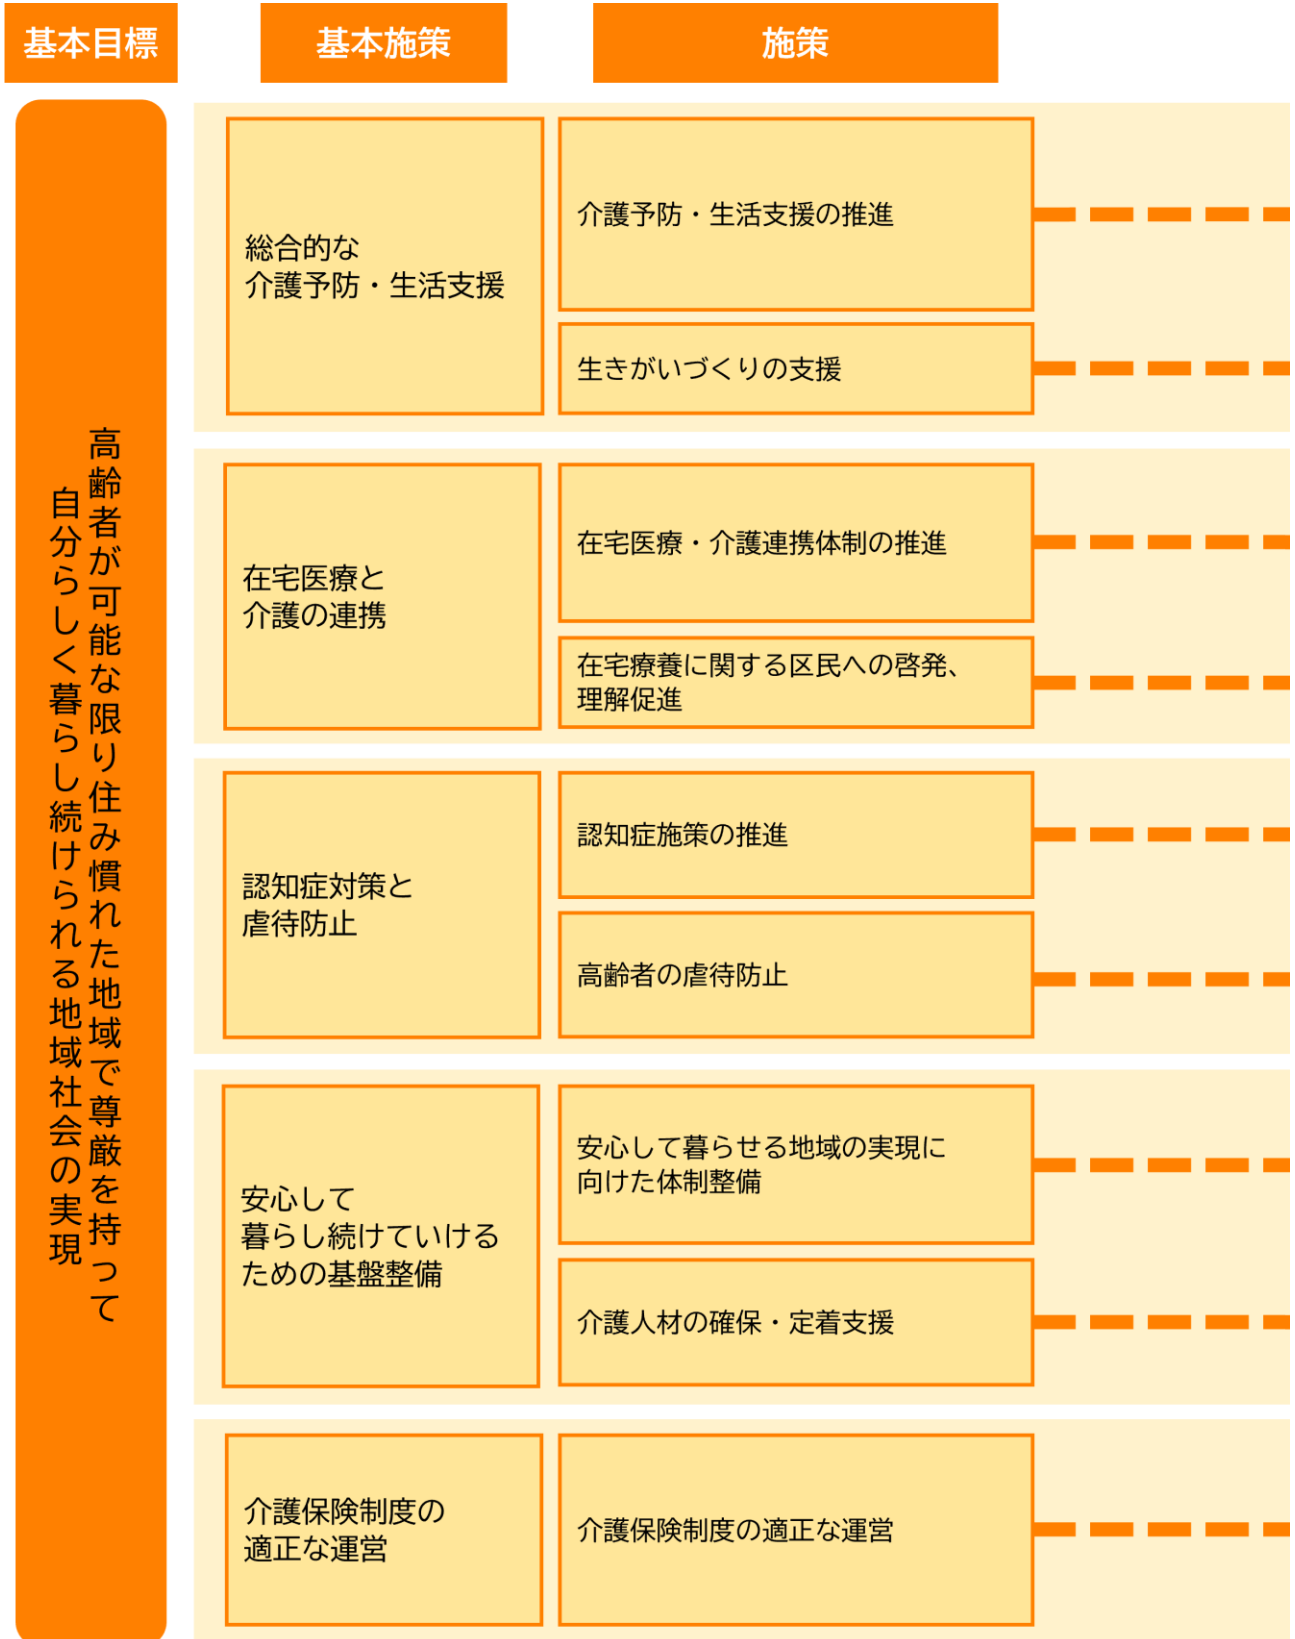 基本目標
基本施策
施策
高齢者が可能な限り住み慣れた地域で尊厳を持って
自分らしく暮らし続けられる地域社会の実現
総合的な
介護予防・生活支援
介護予防・生活支援の推進
生きがいづくりの支援
在宅医療と
介護の連携
在宅医療・介護連携体制の推進
在宅療養に関する区民への啓発、
理解促進
認知症対策と
虐待防止
認知症施策の推進
高齢者の虐待防止
安心して
暮らし続けていける
ための基盤整備
安心して暮らせる地域の実現に
向けた体制整備
介護人材の確保・定着支援
介護保険制度の
適正な運営
介護保険制度の適正な運営